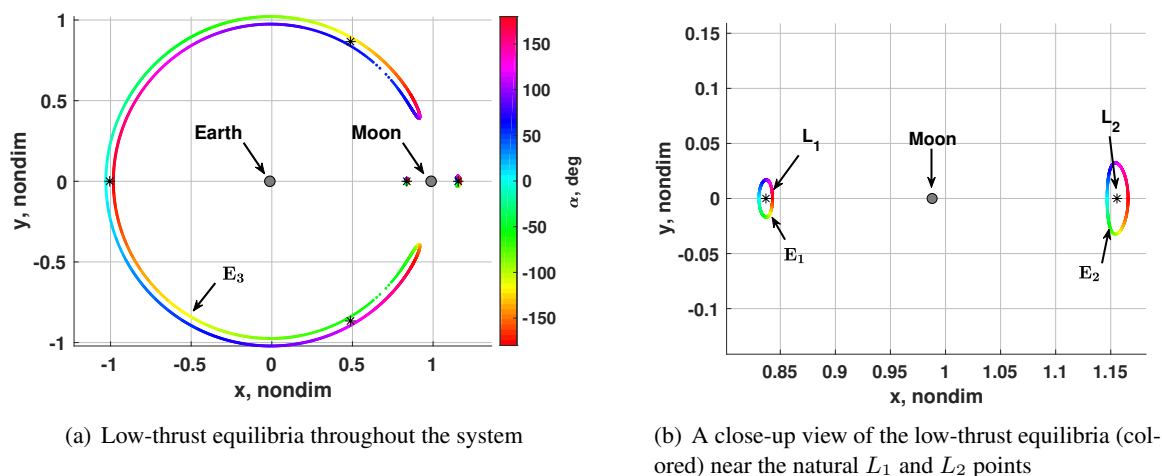 1
0.5
0
-0.5
-1
y, nondim
-1
-0.5
0
0.5
1
x, nondim
Earth
Moon
E3
150
100
50
0
-50
-100
-150
α, deg
(a) Low-thrust equilibria throughout the system
0.15
0.1
0.05
0
-0.05
-0.1
y, nondim
L1
Moon
L2
E1
E2
0.85
0.9
0.95
1
1.05
1.1
1.15
x, nondim
(b) A close-up view of the low-thrust equilibria (col-
ored) near the natural L1 and L2 points